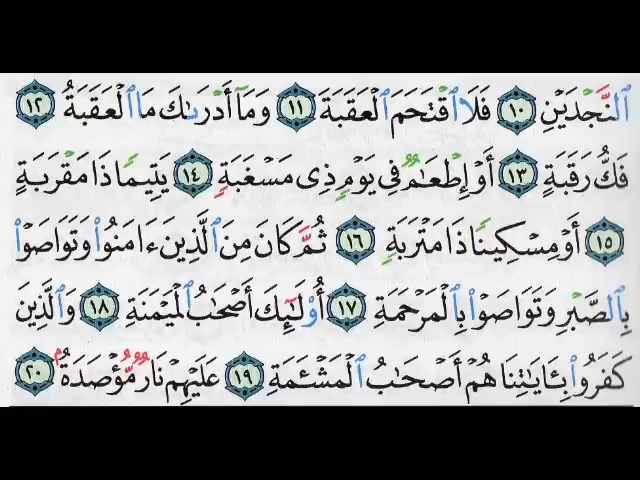 ٱلنَّجْدَيْنِ ١٠ فَلَا ٱقْتَحَمَ ٱلْعَقَبَةَ ١١ وَمَآ أَدْرَىٰكَ مَا ٱلْعَقَبَةُ ١٢
فَكُّ رَقَبَةٍ ١٣ أَوْ إِطْعَٰمٌ فِى يَوْمٍ ذِى مَسْغَبَةٍ ١٤ يَتِيمًا ذَا مَقْرَبَةٍ
١٥ أَوْ مِسْكِينًا ذَا مَتْرَبَةٍ ١٦ ثُمَّ كَانَ مِنَ ٱلَّذِينَ ءَامَنُوا۟ وَتَوَاصَوْا۟
بِٱلصَّبْرِ وَتَوَاصَوْا۟ بِٱلْمَرْحَمَةِ ١٧ أُو۟لَٰٓئِكَ أَصْحَٰبُ ٱلْمَيْمَنَةِ ١٨ وَٱلَّذِينَ
كَفَرُوا۟ بِـَٔايَٰتِنَا هُمْ أَصْحَٰبُ ٱلْمَشْـَٔمَةِ ١٩ عَلَيْهِمْ نَارٌ مُّؤْصَدَةٌۢ ٢٠